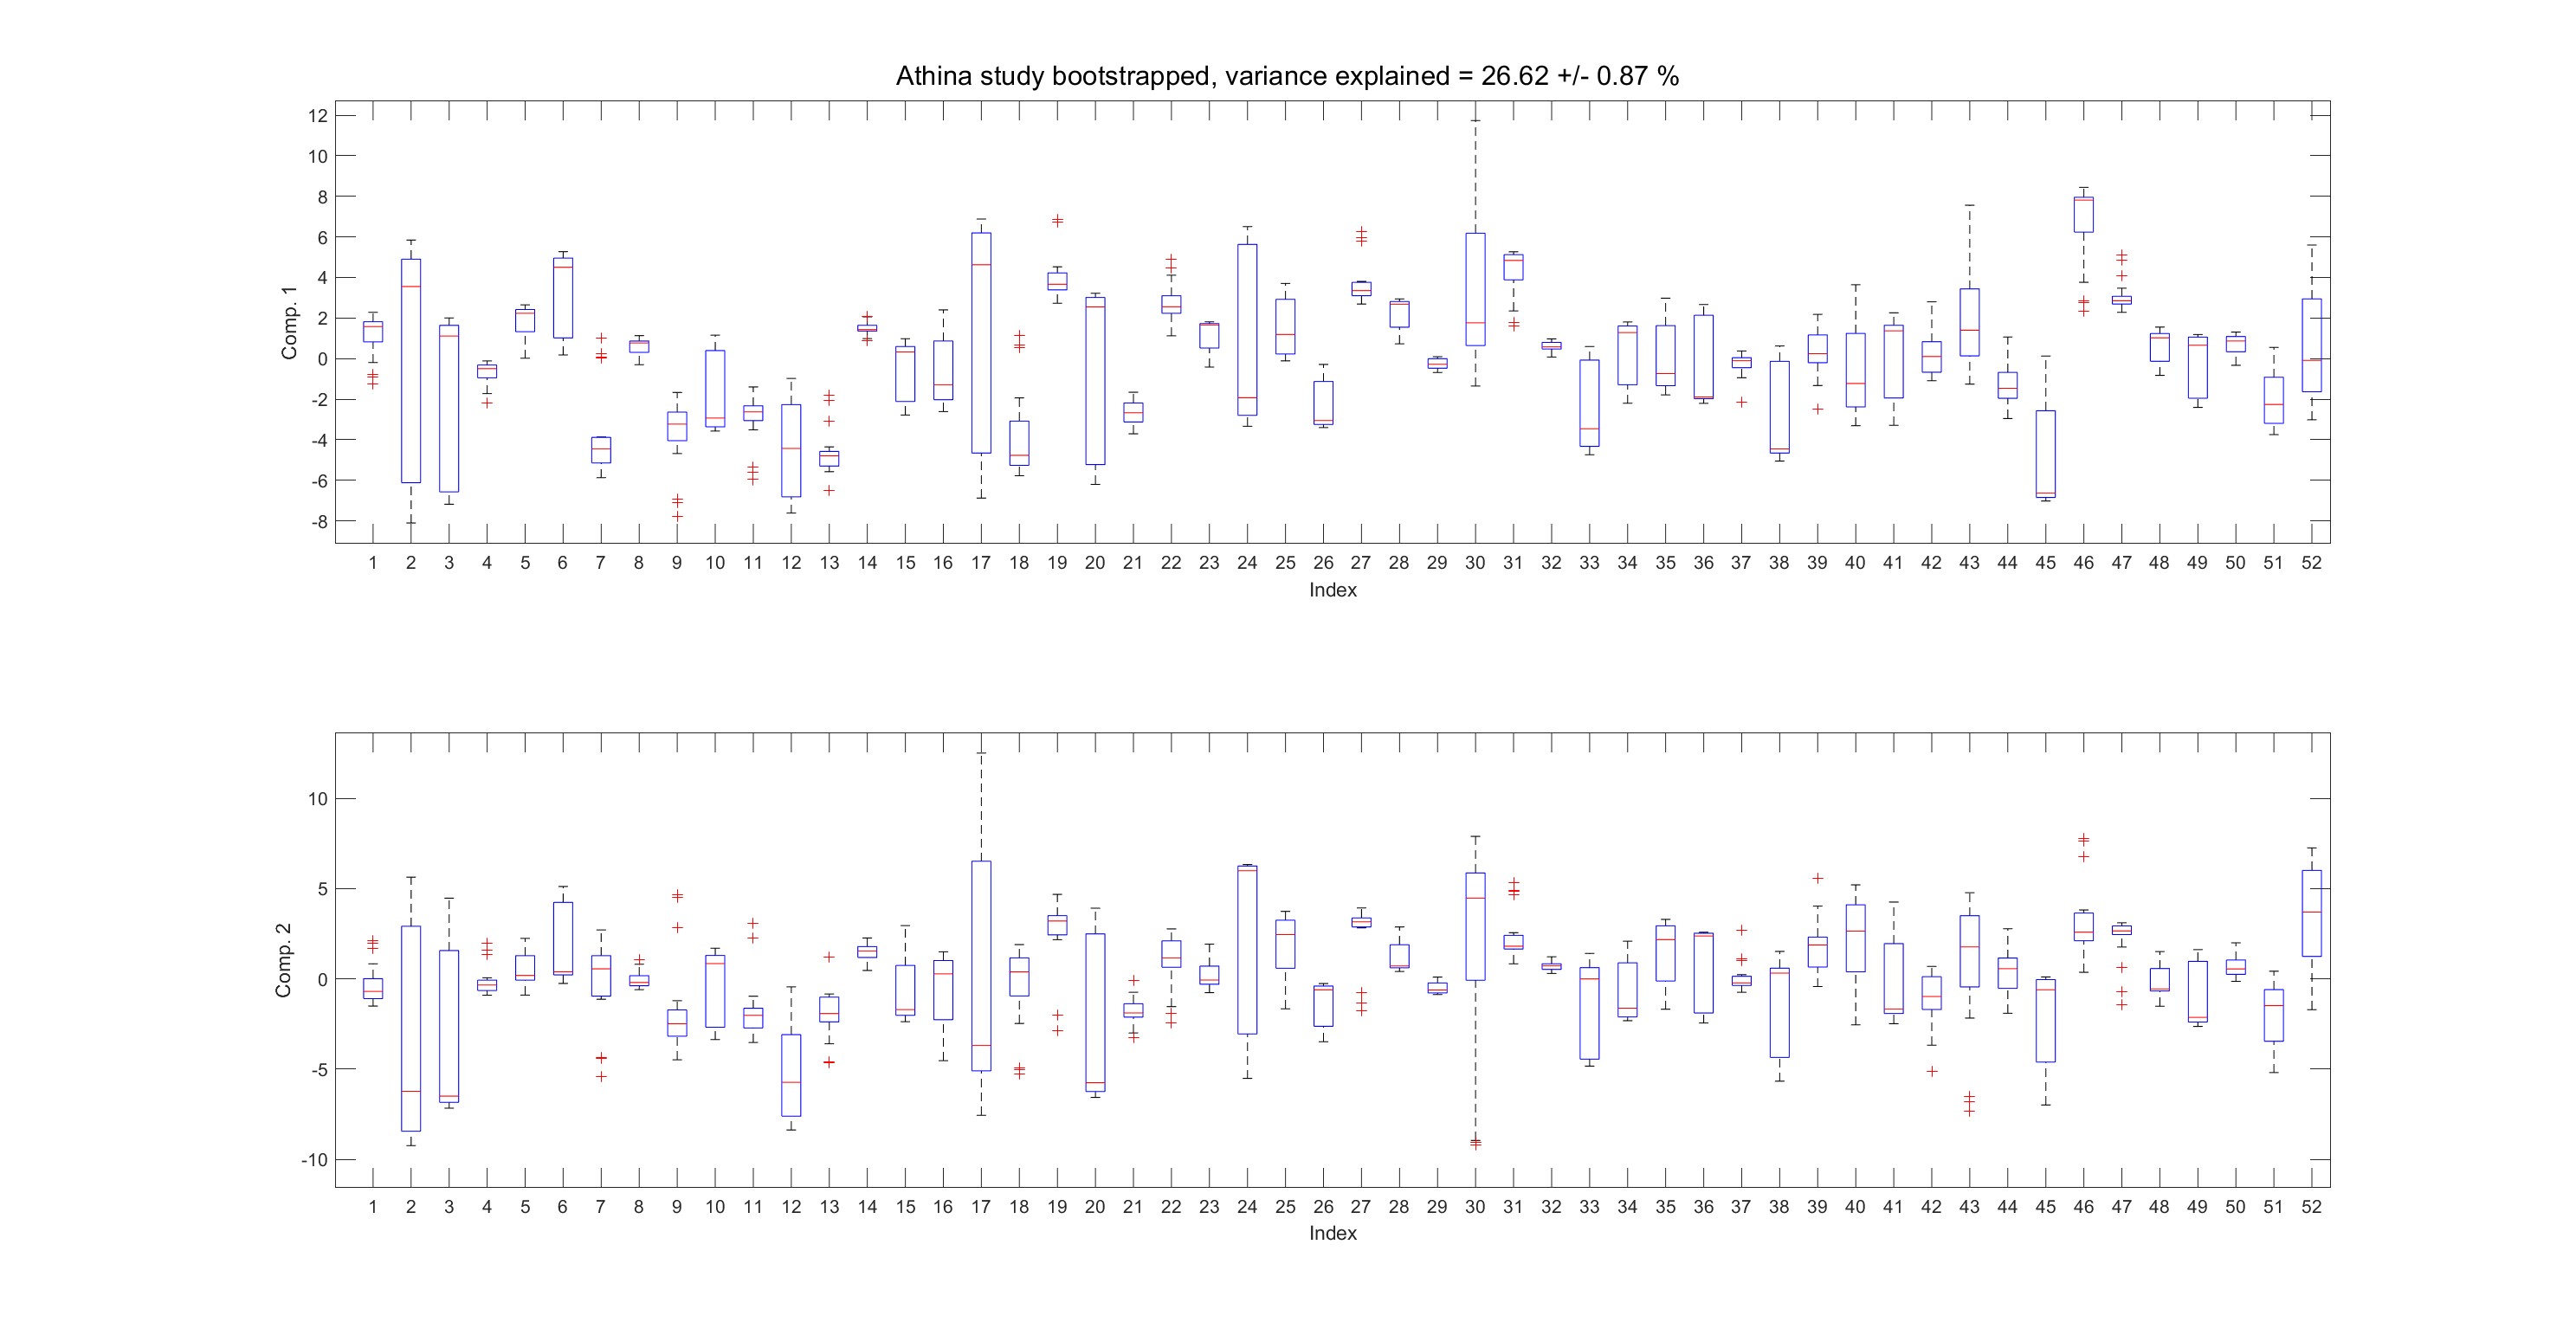 Athina study bootstrapped, variance explained = 26.62 +/- 0.87 %
12
10
8
6
4
2
0
-2
-4
-6
-8
Comp. 1
1 2 3 4 5 6 7 8 9 10 11 12 13 14 15 16 17 18 19 20 21 22 23 24 25 26 27 28 29 30 31 32 33 34 35 36 37 38 39 40 41 42 43 44 45 46 47 48 49 50 51 52
Index
10
5
0
-5
-10
Comp. 2
1 2 3 4 5 6 7 8 9 10 11 12 13 14 15 16 17 18 19 20 21 22 23 24 25 26 27 28 29 30 31 32 33 34 35 36 37 38 39 40 41 42 43 44 45 46 47 48 49 50 51 52
Index